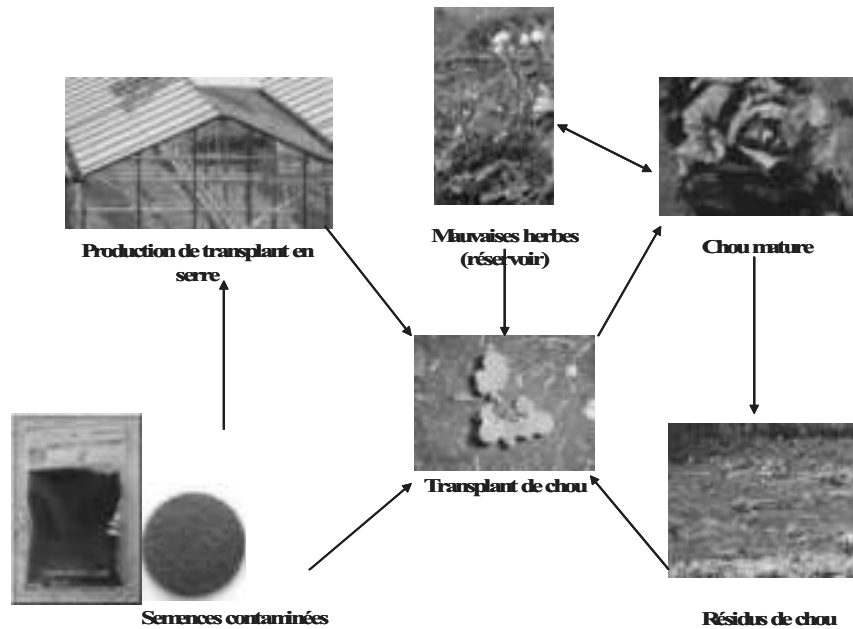 Production de transplant en
serre
Mauvaises herbes
(réservoir)
Chou mature
Transplant de chou
Semences contaminées
Résidus de chou